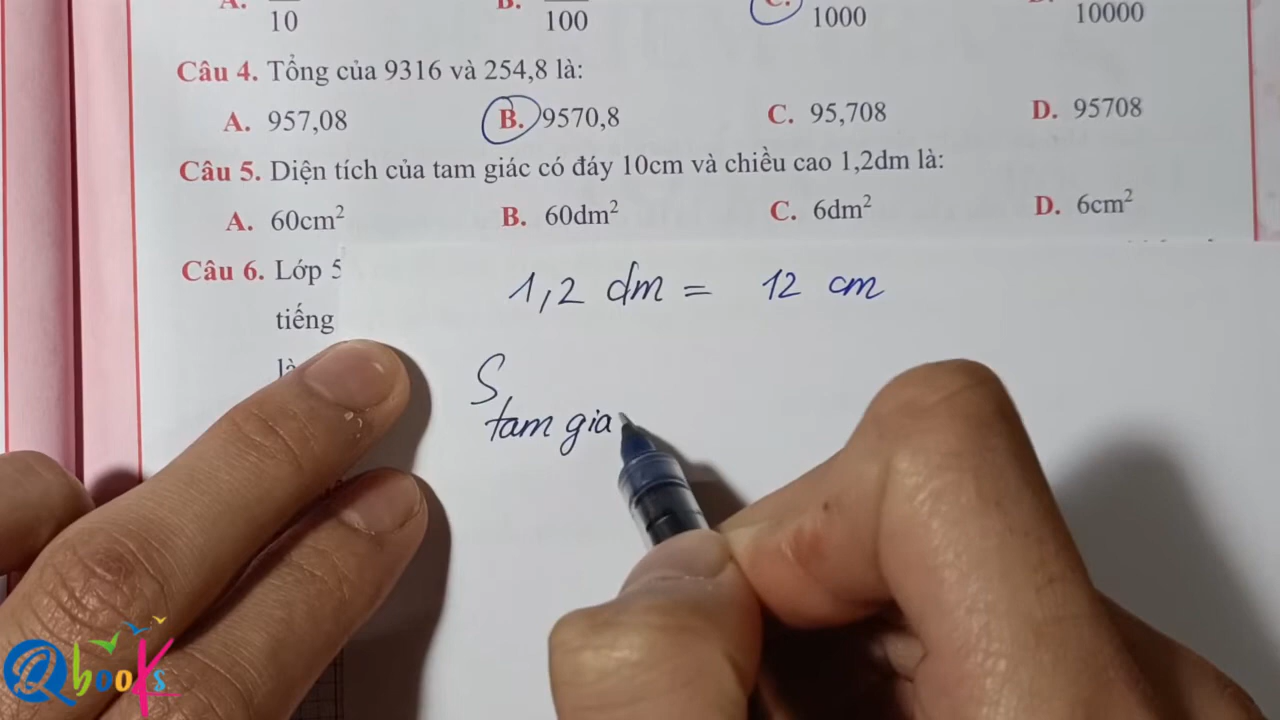 A. 10 B. 100 C. 1000 D. 10000
Câu 4. Tổng của 9316 và 254,8 là:
A. 957,08 B. 9570,8 C. 95,708 D. 95708
Câu 5. Diện tích của tam giác có đáy 10cm và chiều cao 1,2dm là:
A. 60cm² B. 60dm² C. 6dm² D. 6cm²
Câu 6. Lớp 5
tiếng
1,2 dm = 12 cm
S
tam gia
Qbooks